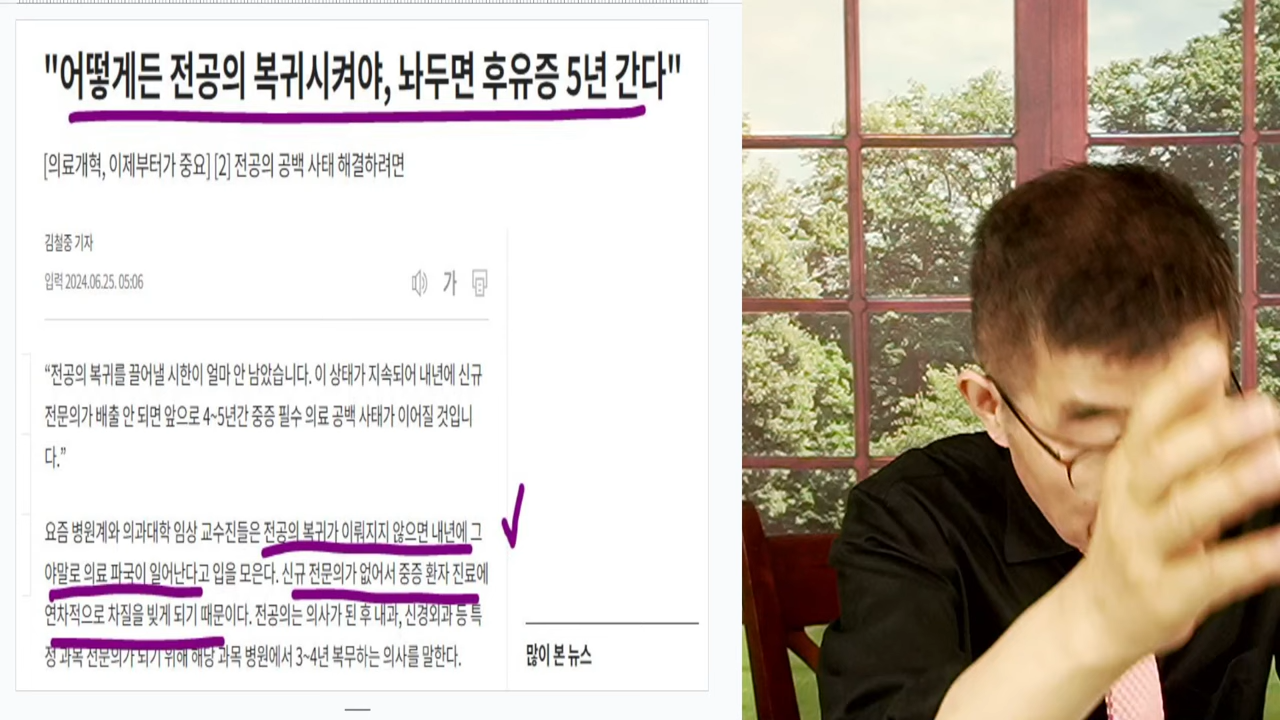 "어떻게든 전공의 복귀시켜야, 놔두면 후유증 5년 간다"
[의료개혁, 이제부터가 중요] [2] 전공의 공백 사태 해결하려면
김철중 기자
입력 2024.06.25. 05:06
가
“전공의 복귀를 끌어낼 시한이 얼마 안 남았습니다. 이 상태가 지속되어 내년에 신규
전문의가 배출 안 되면 앞으로 4~5년간 중증 필수 의료 공백 사태가 이어질 것입니
다.”
요즘 병원계와 의과대학 임상 교수진들은 전공의 복귀가 이뤄지지 않으면 내년에 그
야말로 의료 파국이 일어난다고 입을 모은다. 신규 전문의가 없어서 중증 환자 진료에
연차적으로 차질을 빚게 되기 때문이다. 전공의는 의사가 된 후 내과, 신경외과 등 특
정 과목 전문의가 되기 위해 해당 과목 병원에서 3~4년 복무하는 의사를 말한다.
많이 본 뉴스